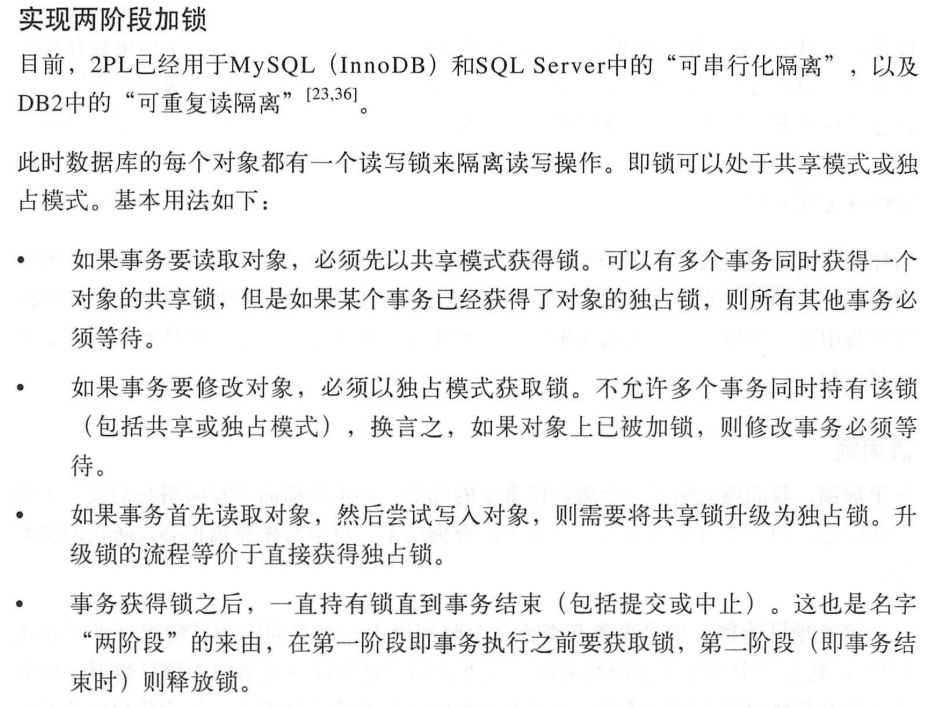 实现两阶段加锁
目前，2PL已经用于MySQL（InnoDB）和SQL Server中的“可串行化隔离”，以及
DB2中的“可重复读隔离”[23,36]。
此时数据库的每个对象都有一个读写锁来隔离读写操作。即锁可以处于共享模式或独
占模式。基本用法如下：
• 如果事务要读取对象，必须先以共享模式获得锁。可以有多个事务同时获得一个
对象的共享锁，但是如果某个事务已经获得了对象的独占锁，则所有其他事务必
须等待。
• 如果事务要修改对象，必须以独占模式获取锁。不允许多个事务同时持有该锁
（包括共享或独占模式），换言之，如果对象上已被加锁，则修改事务必须等
待。
• 如果事务首先读取对象，然后尝试写入对象，则需要将共享锁升级为独占锁。升
级锁的流程等价于直接获得独占锁。
• 事务获得锁之后，一直持有锁直到事务结束（包括提交或中止）。这也是名字
“两阶段”的来由，在第一阶段即事务执行之前要获取锁，第二阶段（即事务结
束时）则释放锁。